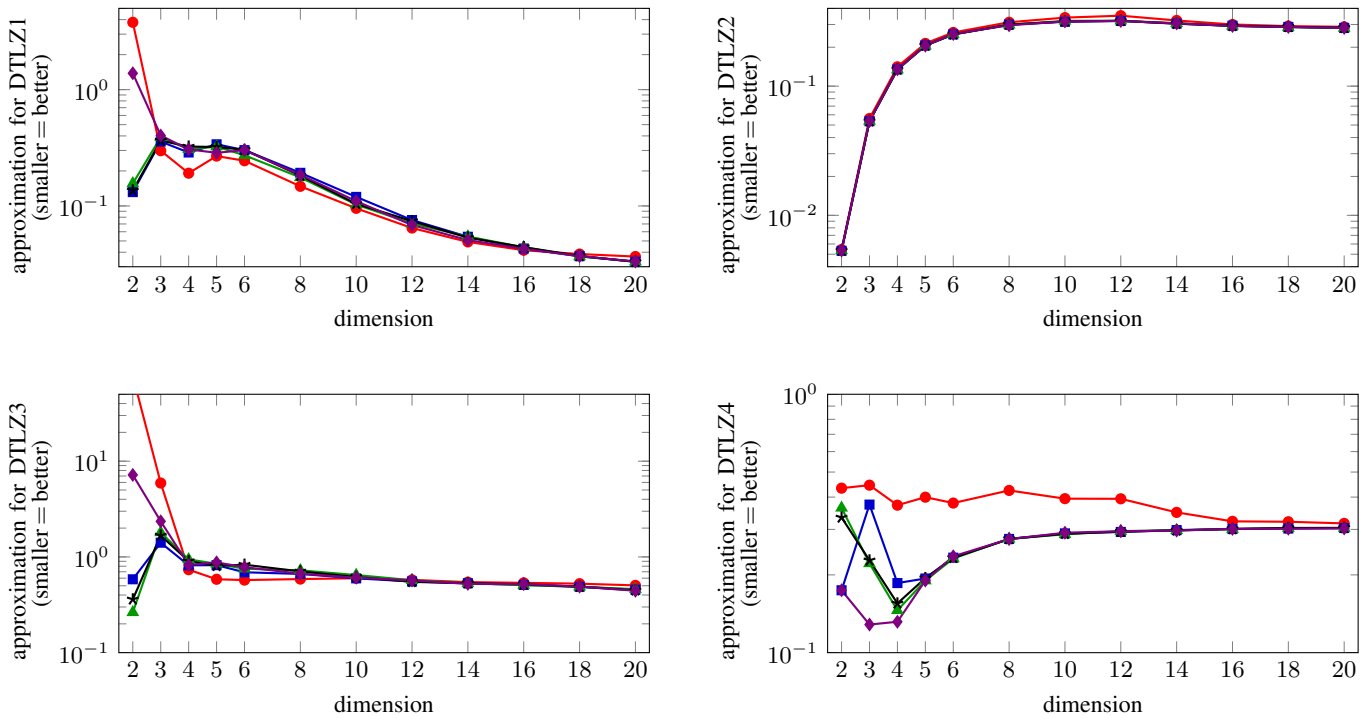 approximation for DTLZ1
(smaller = better)
10^0
10^−1
2 3 4 5 6 8 10 12 14 16 18 20
dimension
approximation for DTLZ2
(smaller = better)
10^−1
10^−2
2 3 4 5 6 8 10 12 14 16 18 20
dimension
approximation for DTLZ3
(smaller = better)
10^1
10^0
10^−1
2 3 4 5 6 8 10 12 14 16 18 20
dimension
approximation for DTLZ4
(smaller = better)
10^0
10^−1
2 3 4 5 6 8 10 12 14 16 18 20
dimension